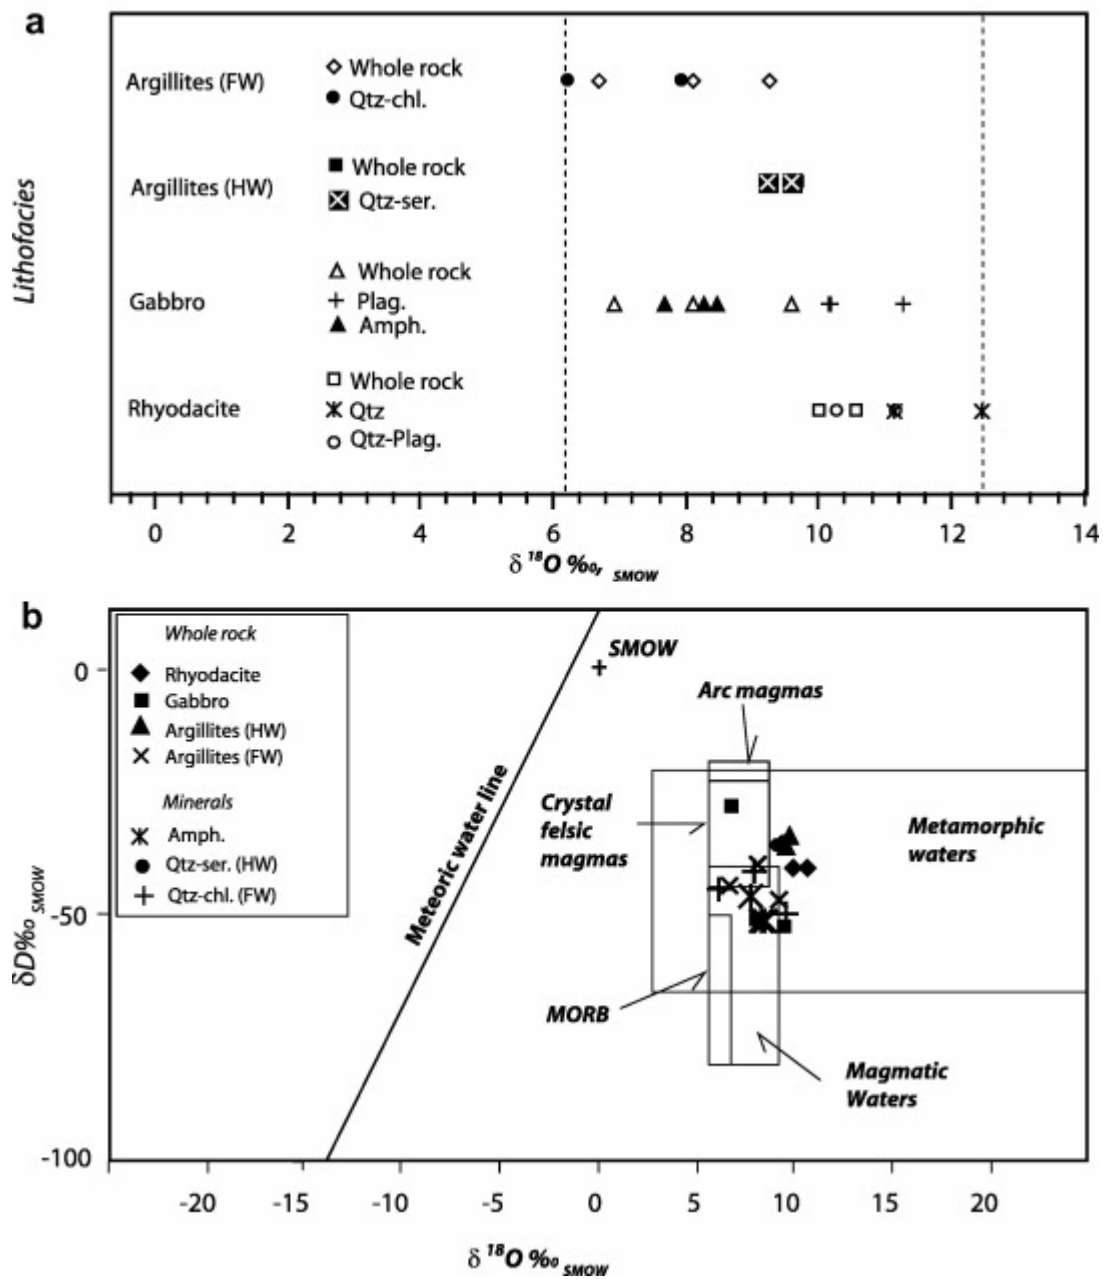 a
Argillites (FW)
Whole rock
Qtz-chl.
Argillites (HW)
Whole rock
Qtz-ser.
Lithofacies
Gabbro
Whole rock
Plag.
Amph.
Rhyodacite
Whole rock
Qtz
Qtz-Plag.
0 2 4 6 8 10 12 14
δ ¹⁸O ‰, SMOW
b
Whole rock
Rhyodacite
Gabbro
Argillites (HW)
Argillites (FW)
Minerals
Amph.
Qtz-ser. (HW)
Qtz-chl. (FW)
0
-50
-100
δD‰ SMOW
Meteoric water line
SMOW
Arc magmas
Crystal
felsic
magmas
Metamorphic
waters
MORB
Magmatic
Waters
-20 -15 -10 -5 0 5 10 15 20
δ ¹⁸O ‰ SMOW